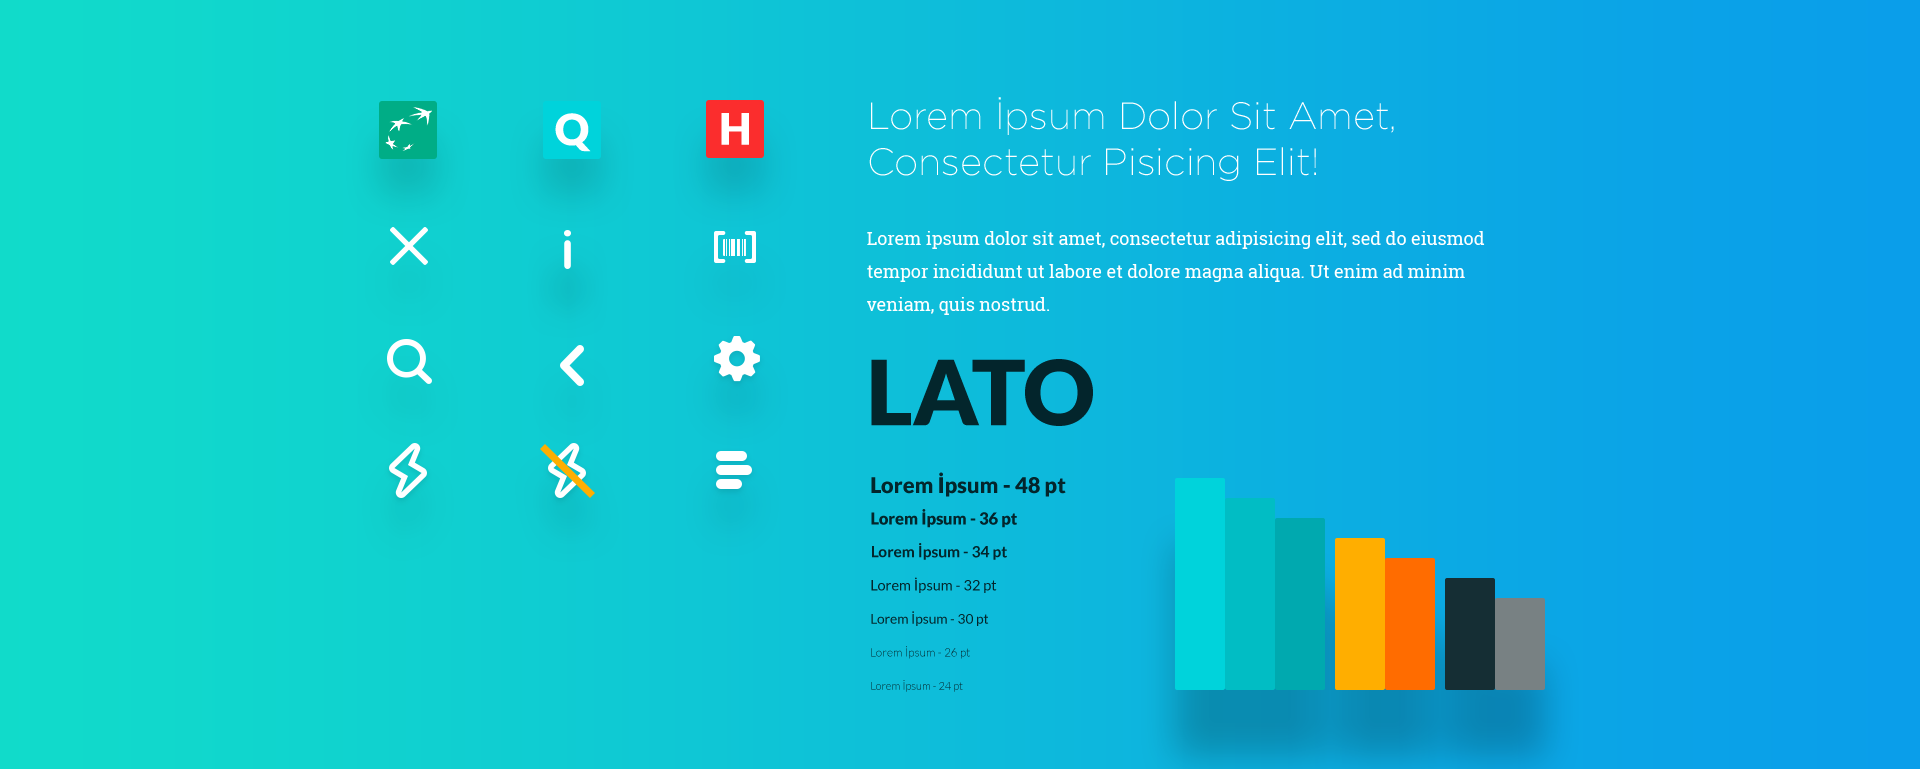 Q
H
Lorem İpsum Dolor Sit Amet,
Consectetur Pisicing Elit!
Lorem ipsum dolor sit amet, consectetur adipisicing elit, sed do eiusmod
tempor incididunt ut labore et dolore magna aliqua. Ut enim ad minim
veniam, quis nostrud.
LATO
Lorem İpsum - 48 pt
Lorem İpsum - 36 pt
Lorem İpsum - 34 pt
Lorem İpsum - 32 pt
Lorem İpsum - 30 pt
Lorem İpsum - 26 pt
Lorem İpsum - 24 pt